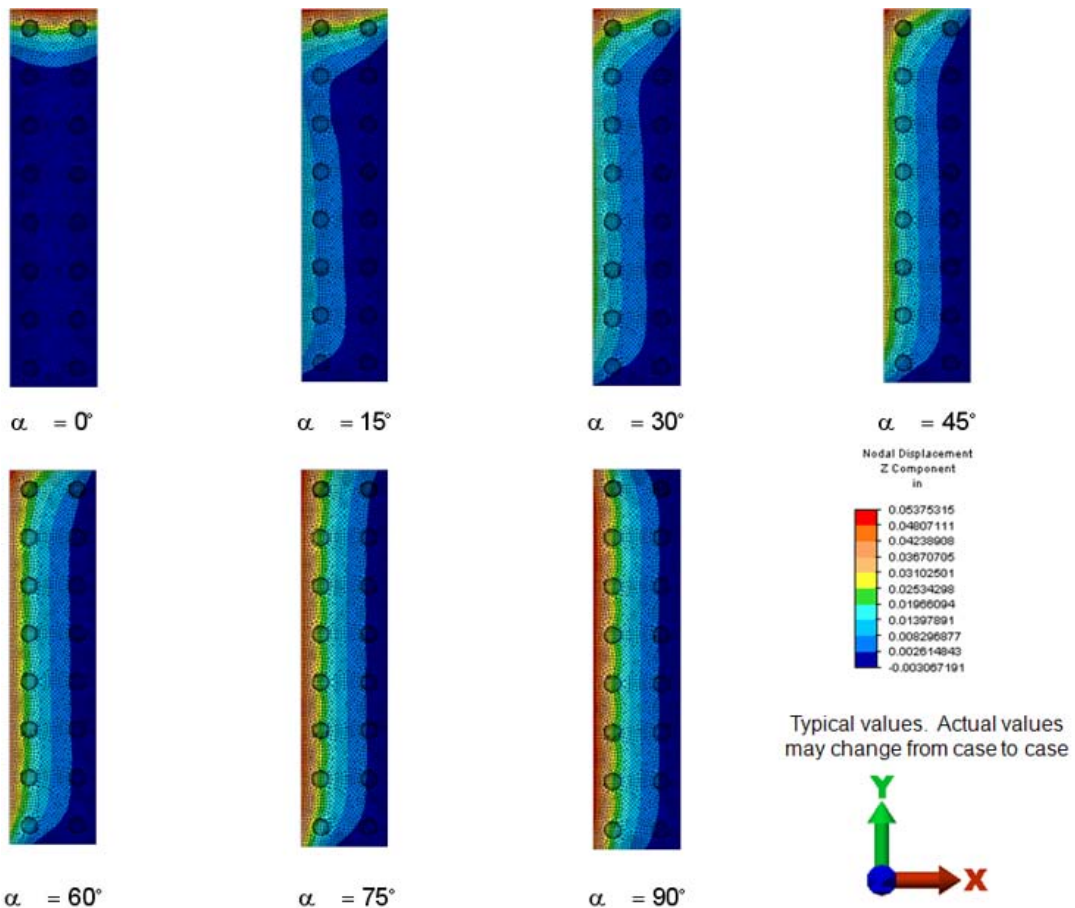 α = 0°
α = 15°
α = 30°
α = 45°
Nodal Displacement
Z Component
in
0.05375315
0.04807111
0.04238908
0.03670705
0.03102501
0.02534298
0.01966094
0.01397891
0.008296877
0.002614843
-0.003067191
Typical values. Actual values
may change from case to case
Y
X
α = 60°
α = 75°
α = 90°